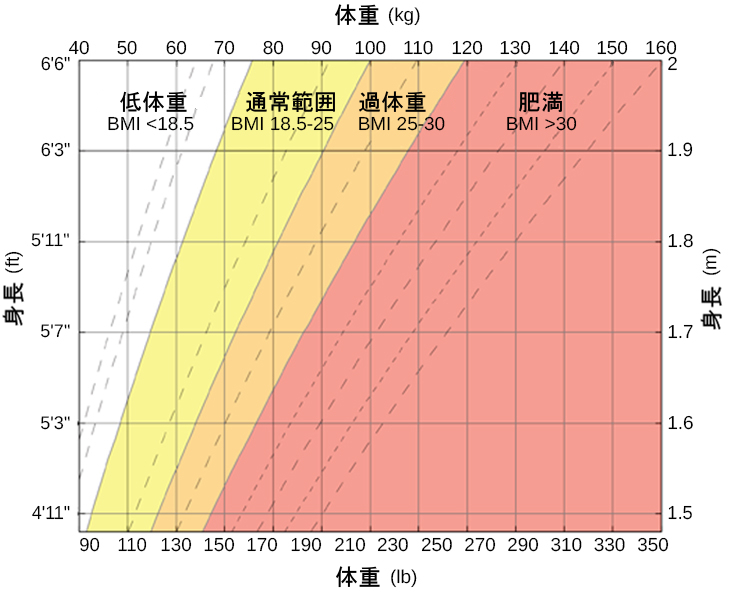 体重 (kg)
40 50 60 70 80 90 100 110 120 130 140 150 160
6'6" 2
低体重 通常範囲 過体重 肥満
BMI <18.5 BMI 18.5-25 BMI 25-30 BMI >30
6'3" 1.9
5'11" 1.8
身長 (ft)
身長 (m)
5'7" 1.7
5'3" 1.6
4'11" 1.5
90 110 130 150 170 190 210 230 250 270 290 310 330 350
体重 (lb)